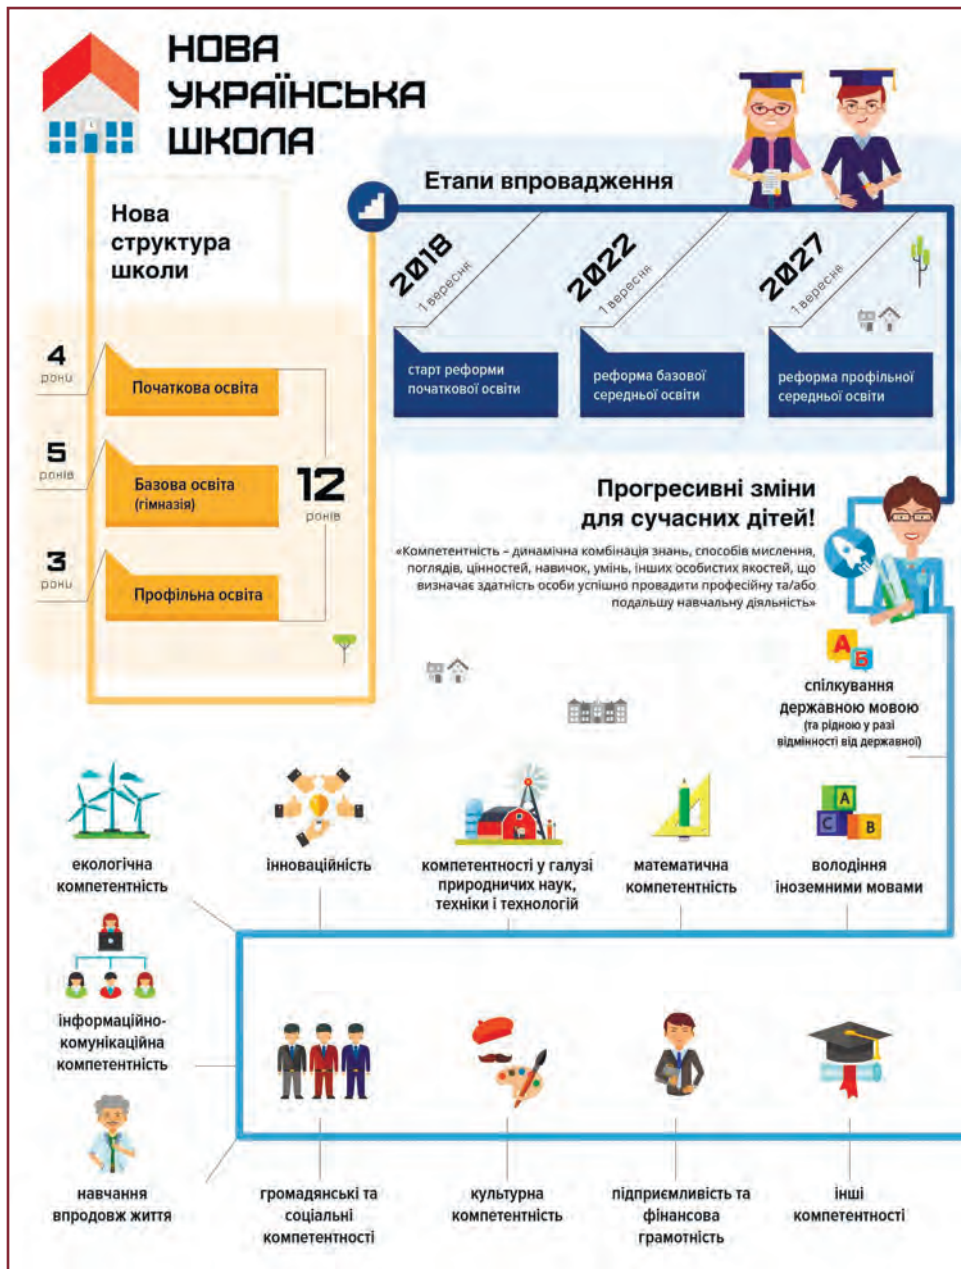 НОВА
УКРАЇНСЬКА
ШКОЛА
Нова
структура
школи
4
роки
Початкова освіта
5
років
Базова освіта
(гімназія)
3
роки
Профільна освіта
12
років
Етапи впровадження
2018
1 вересня
старт реформи
початкової освіти
2022
1 вересня
реформа базової
середньої освіти
2027
1 вересня
реформа профільної
середньої освіти
Прогресивні зміни
для сучасних дітей!
«Компетентність – динамічна комбінація знань, способів мислення,
поглядів, цінностей, навичок, умінь, інших особистих якостей, що
визначає здатність особи успішно провадити професійну та/або
подальшу навчальну діяльність»
А
Б
спілкування
державною мовою
(та рідною у разі
відмінності від державної)
екологічна
компетентність
інноваційність
компетентності у галузі
природничих наук,
техніки і технологій
математична
компетентність
A
C
B
володіння
іноземними мовами
інформаційно-
комунікаційна
компетентність
навчання
впродовж життя
громадянські та
соціальні
компетентності
культурна
компетентність
підприємливість та
фінансова
грамотність
інші
компетентності